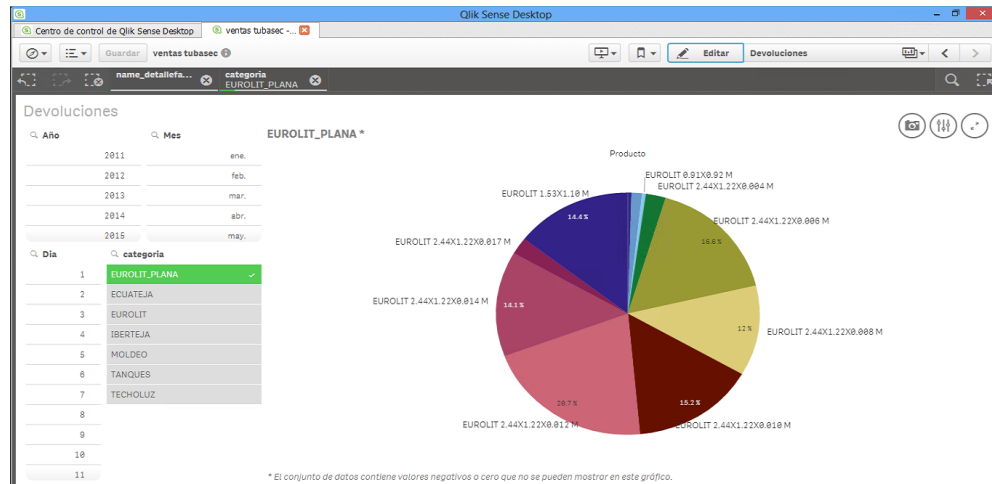 Qlik Sense Desktop
Centro de control de Qlik Sense Desktop
ventas tubasec -...
Guardar
ventas tubasec
Editar
Devoluciones
name_detallefa...
categoria
EUROLIT_PLANA
Devoluciones
Año
2011
2012
2013
2014
2015
Mes
ene.
feb.
mar.
abr.
may.
Dia
1
2
3
4
5
6
7
8
9
10
11
categoria
EUROLIT_PLANA
ECUATEJA
EUROLIT
IBERTEJA
MOLDEO
TANQUES
TECHOLUZ
EUROLIT_PLANA *
Producto
EUROLIT 0.91X0.92 M
EUROLIT 2.44X1.22X0.004 M
EUROLIT 1.53X1.10 M
14.4%
EUROLIT 2.44X1.22X0.006 M
16.6%
EUROLIT 2.44X1.22X0.017 M
EUROLIT 2.44X1.22X0.014 M
14.1%
12%
EUROLIT 2.44X1.22X0.008 M
20.7%
15.2%
EUROLIT 2.44X1.22X0.012 M
EUROLIT 2.44X1.22X0.010 M
* El conjunto de datos contiene valores negativos o cero que no se pueden mostrar en este gráfico.